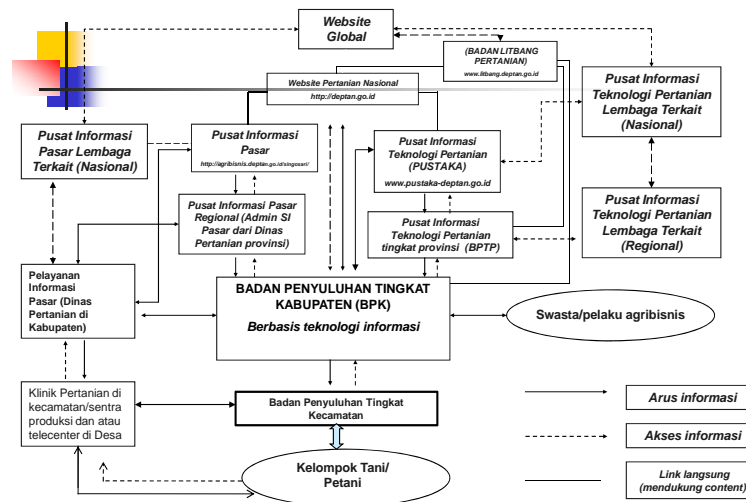 Website
Global
(BADAN LITBANG
PERTANIAN)
www.litbang.deptan.go.id
Website Pertanian Nasional
http://deptan.go.id
Pusat Informasi
Teknologi Pertanian
Lembaga Terkait
(Nasional)
Pusat Informasi
Pasar Lembaga
Terkait (Nasional)
Pusat Informasi
Pasar
http://agribisnis.deptan.go.id/singosari/
Pusat Informasi
Teknologi Pertanian
(PUSTAKA)
www.pustaka-deptan.go.id
Pusat Informasi Pasar
Regional (Admin SI
Pasar dari Dinas
Pertanian provinsi)
Pusat Informasi
Teknologi Pertanian
tingkat provinsi (BPTP)
Pusat Informasi
Teknologi Pertanian
Lembaga Terkait
(Regional)
Pelayanan
Informasi
Pasar (Dinas
Pertanian di
Kabupaten)
BADAN PENYULUHAN TINGKAT
KABUPATEN (BPK)
Berbasis teknologi informasi
Swasta/pelaku agribisnis
Klinik Pertanian di
kecamatan/sentra
produksi dan atau
telecenter di Desa
Badan Penyuluhan Tingkat
Kecamatan
Kelompok Tani/
Petani
Arus informasi
Akses informasi
Link langsung
(mendukung content)